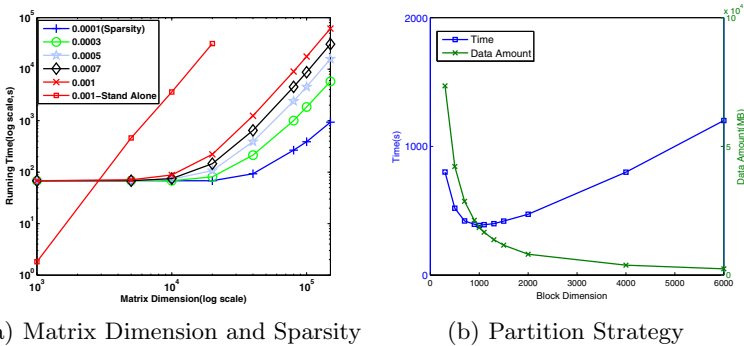 10^5
10^4
10^3
10^2
10^1
10^0
Running Time(log scale,s)
0.0001(Sparsity)
0.0003
0.0005
0.0007
0.001
0.001-Stand Alone
10^3
10^4
10^5
Matrix Dimension(log scale)
) Matrix Dimension and Sparsity
2000
1000
0
Time(s)
Time
Data Amount
x 10^4
10
5
0
Data Amount(MB)
0
1000
2000
3000
4000
5000
6000
Block Dimension
(b) Partition Strategy